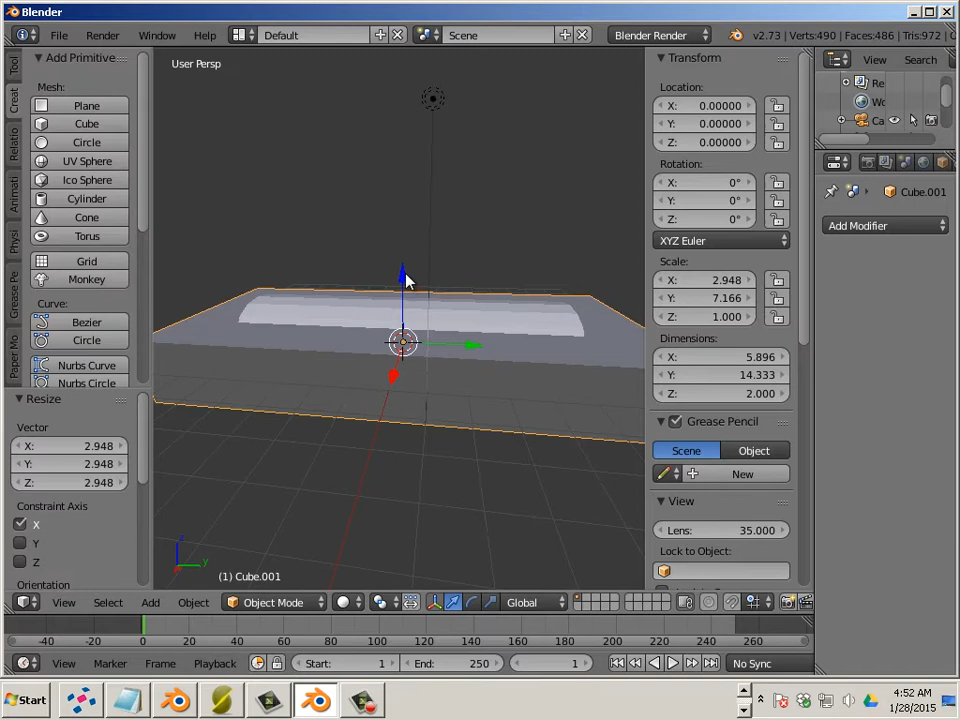 Blender
File Render Window Help Default Scene Blender Render v2.73 | Verts:490 | Faces:486 | Tris:972
Add Primitive
Mesh:
Plane
Cube
Circle
UV Sphere
Ico Sphere
Cylinder
Cone
Torus
Grid
Monkey
Curve:
Bezier
Circle
Nurbs Curve
Nurbs Circle
Tool
Creat
Relatio
Animati
Physi
Grease Pe
Paper Mo
Resize
Vector
X: 2.948
Y: 2.948
Z: 2.948
Constraint Axis
X
Y
Z
Orientation
User Persp
z
y
(1) Cube.001
View Select Add Object Object Mode Global
Transform
Location:
X: 0.00000
Y: 0.00000
Z: 0.00000
Rotation:
X: 0°
Y: 0°
Z: 0°
XYZ Euler
Scale:
X: 2.948
Y: 7.166
Z: 1.000
Dimensions:
X: 5.896
Y: 14.333
Z: 2.000
Grease Pencil
Scene Object
New
View
Lens: 35.000
Lock to Object:
View Search
Re
Wo
Ca
Cube.001
Add Modifier
-40 -20 0 20 40 60 80 100 120 140 160 180 200 220 240 260
View Marker Frame Playback Start: 1 End: 250 1 No Sync
Start
4:52 AM
1/28/2015